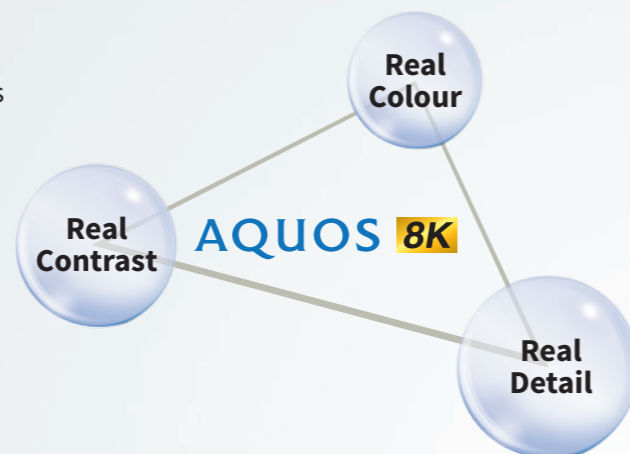 Real
Colour
s
Real
Contrast
AQUOS 8K
Real
Detail